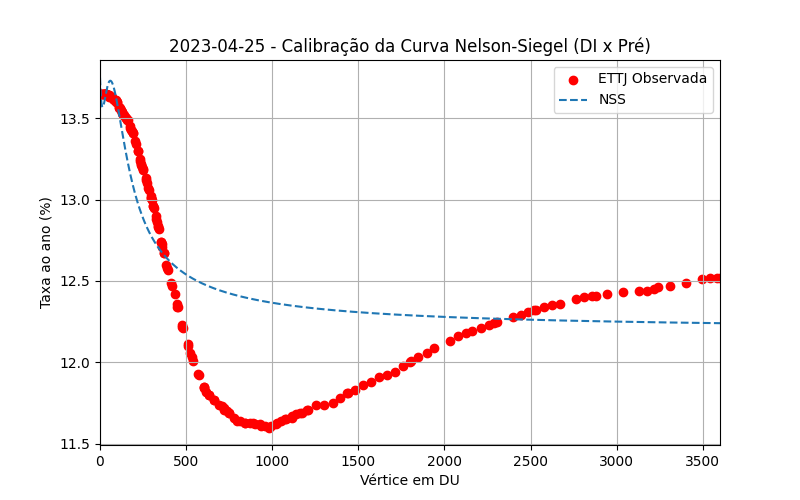 2023-04-25 - Calibração da Curva Nelson-Siegel (DI x Pré)
ETTJ Observada
NSS
Taxa ao ano (%)
13.5
13.0
12.5
12.0
11.5
0 500 1000 1500 2000 2500 3000 3500
Vértice em DU